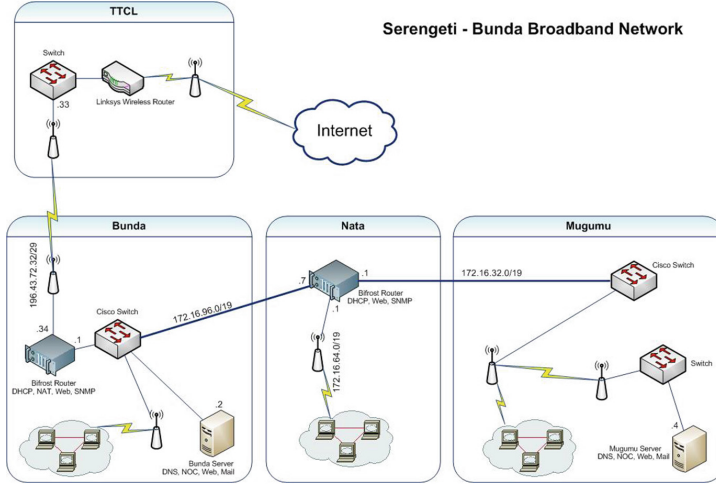 Serengeti - Bunda Broadband Network
TTCL
Switch
.33
Linksys Wireless Router
Internet
Bunda
196.43.72.32/29
.34
.1
Cisco Switch
Bifrost Router
DHCP, NAT, Web, SNMP
172.16.96.0/19
.2
Bunda Server
DNS, NOC, Web, Mail
Nata
.7
.1
Bifrost Router
DHCP, Web, SNMP
.1
172.16.64.0/19
Mugumu
172.16.32.0/19
Cisco Switch
Switch
.4
Mugumu Server
DNS, NOC, Web, Mail